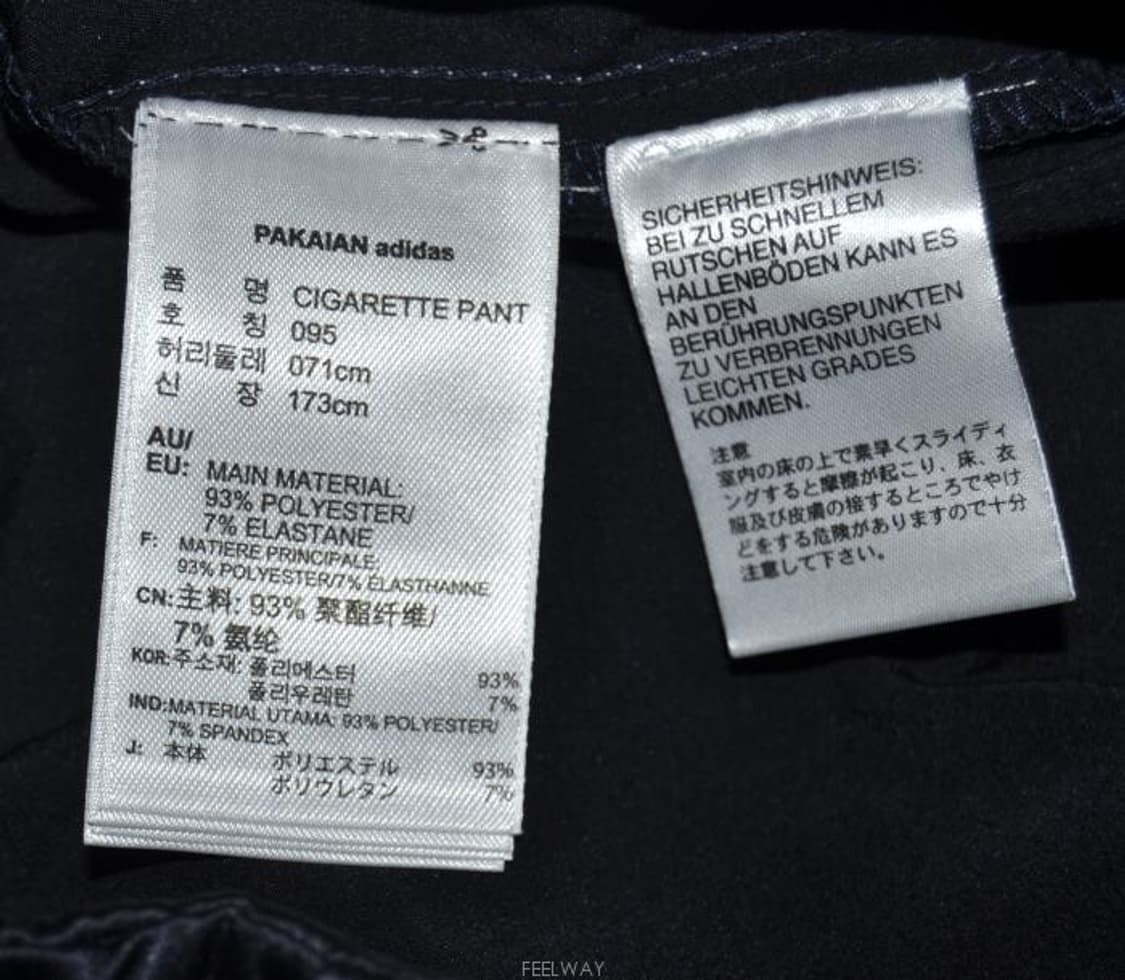 PAKAIAN adidas
품 명 CIGARETTE PANT
호 칭 095
허리둘레 071cm
신 장 173cm
AU/
EU: MAIN MATERIAL:
93% POLYESTER/
7% ELASTANE
F: MATIERE PRINCIPALE:
93% POLYESTER/7% ÉLASTHANNE
CN: 主料: 93% 聚酯纤维/
7% 氨纶
KOR: 주소재: 폴리에스터 93%
폴리우레탄 7%
IND: MATERIAL UTAMA: 93% POLYESTER/
7% SPANDEX
J: 本体 ポリエステル 93%
ポリウレタン 7%
SICHERHEITSHINWEIS:
BEI ZU SCHNELLEM
RUTSCHEN AUF
HALLENBÖDEN KANN ES
AN DEN
BERÜHRUNGSPUNKTEN
ZU VERBRENNUNGEN
LEICHTEN GRADES
KOMMEN.
注意
室内の床の上で素早くスライディ
ングすると摩擦が起こり、床、衣
服及び皮膚の接するところでやけ
どをする危険がありますので十分
注意して下さい。
FEELWAY